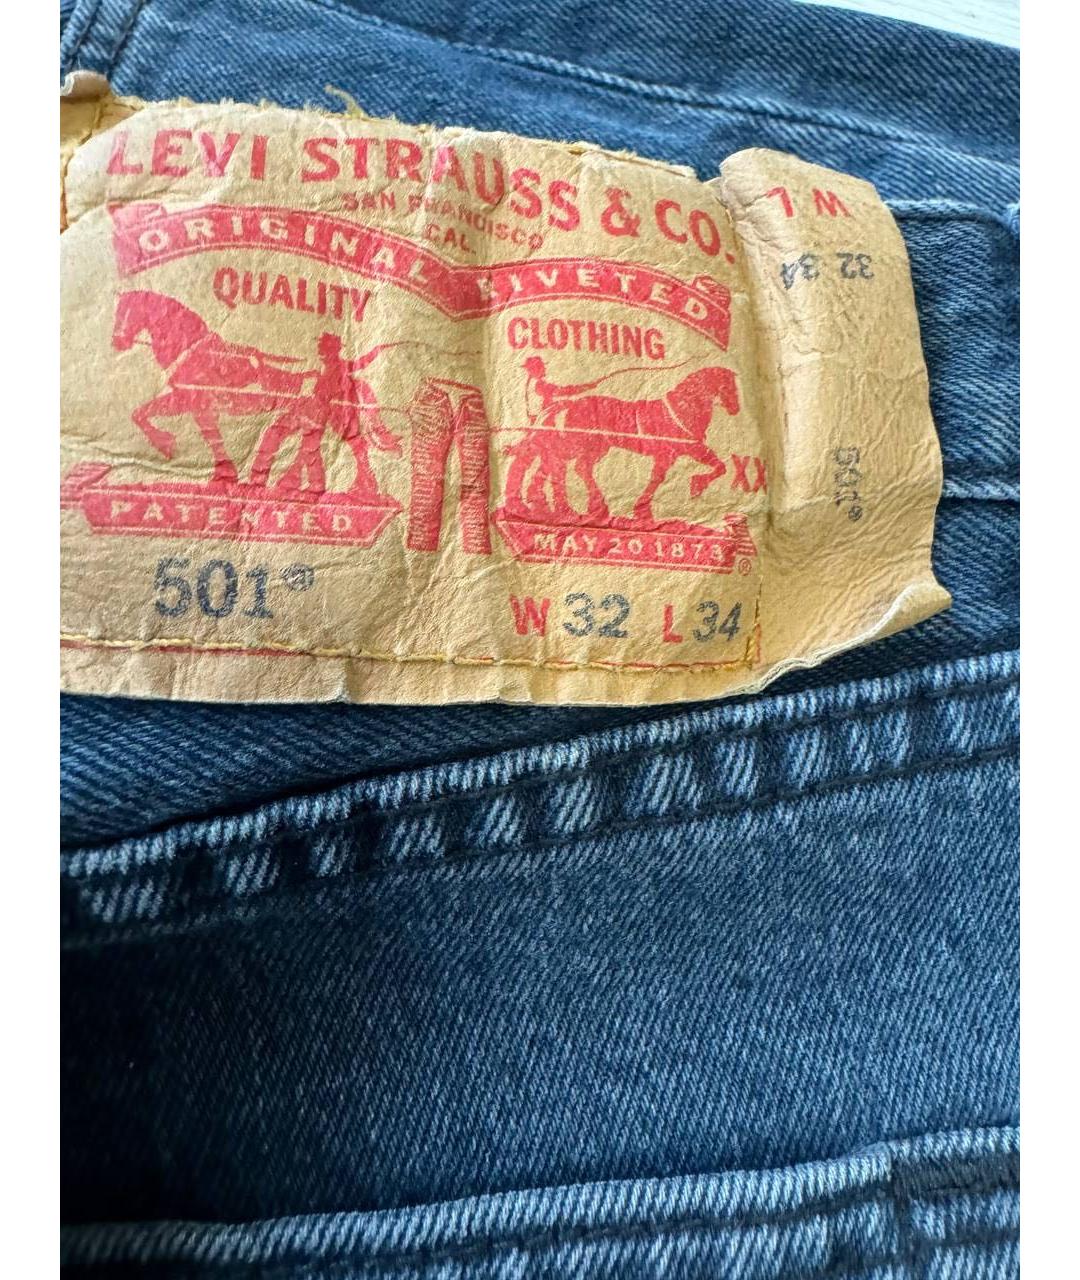 LEVI STRAUSS & CO.
SAN FRANCISCO
CAL.
ORIGINAL RIVETED
QUALITY CLOTHING
XX
PATENTED MAY 20 1873 ®
501® W 32 L 34
W L
32 34
501®